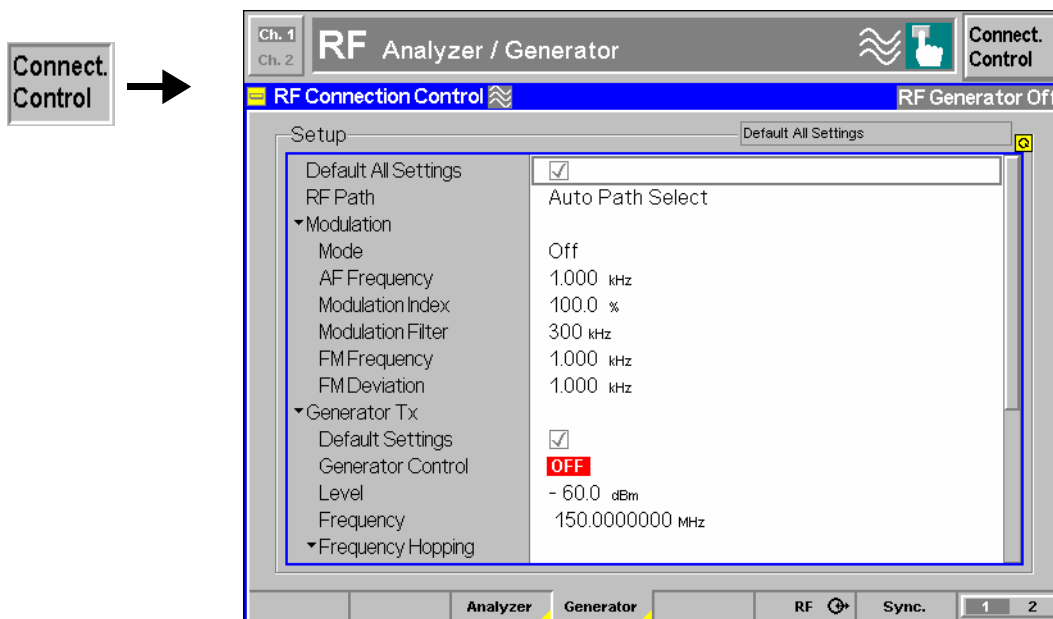 Connect.
Control
Ch. 1
Ch. 2
RF Analyzer / Generator
Connect.
Control
RF Connection Control
RF Generator Off
Setup
Default All Settings
Default All Settings
RF Path Auto Path Select
Modulation
Mode Off
AF Frequency 1.000 kHz
Modulation Index 100.0 %
Modulation Filter 300 kHz
FM Frequency 1.000 kHz
FM Deviation 1.000 kHz
Generator Tx
Default Settings
Generator Control OFF
Level - 60.0 dBm
Frequency 150.0000000 MHz
Frequency Hopping
Analyzer Generator RF Sync. 1 2